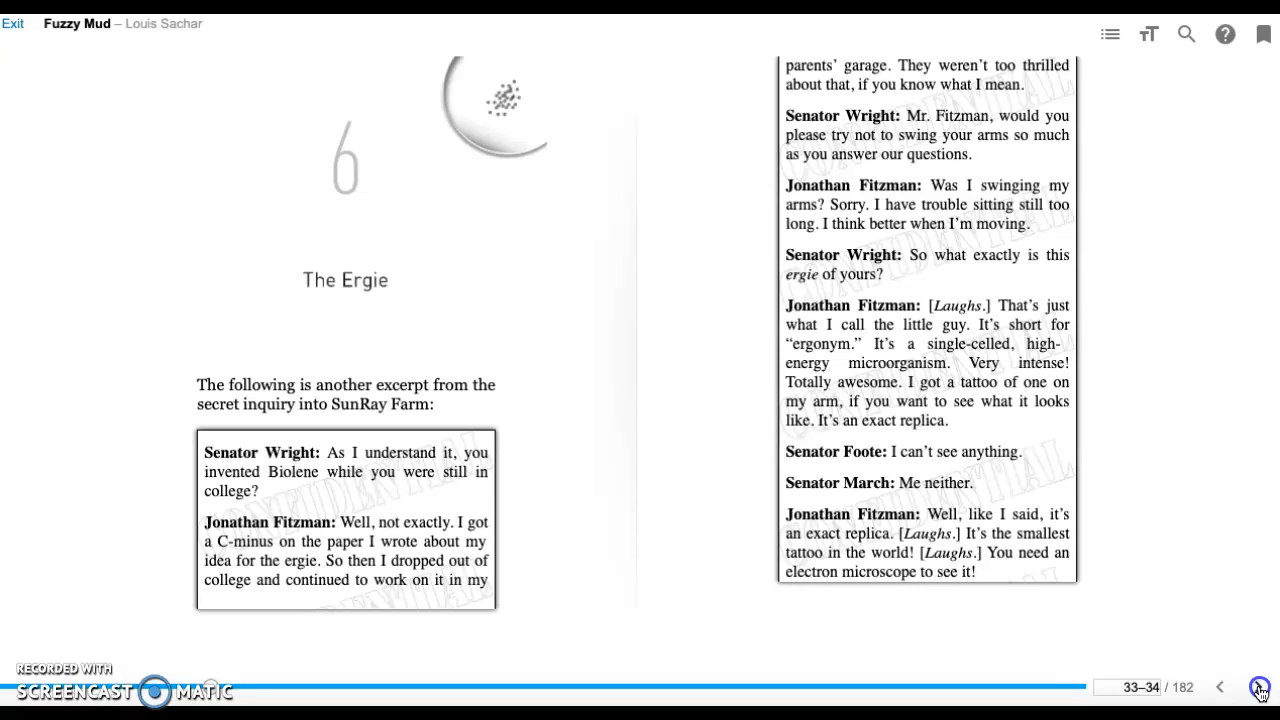 Exit Fuzzy Mud – Louis Sachar
6
The Ergie
The following is another excerpt from the
secret inquiry into SunRay Farm:
Senator Wright: As I understand it, you
invented Biolene while you were still in
college?
Jonathan Fitzman: Well, not exactly. I got
a C-minus on the paper I wrote about my
idea for the ergie. So then I dropped out of
college and continued to work on it in my
parents’ garage. They weren’t too thrilled
about that, if you know what I mean.
Senator Wright: Mr. Fitzman, would you
please try not to swing your arms so much
as you answer our questions.
Jonathan Fitzman: Was I swinging my
arms? Sorry. I have trouble sitting still too
long. I think better when I’m moving.
Senator Wright: So what exactly is this
ergie of yours?
Jonathan Fitzman: [Laughs.] That’s just
what I call the little guy. It’s short for
“ergonym.” It’s a single-celled, high-
energy microorganism. Very intense!
Totally awesome. I got a tattoo of one on
my arm, if you want to see what it looks
like. It’s an exact replica.
Senator Foote: I can’t see anything.
Senator March: Me neither.
Jonathan Fitzman: Well, like I said, it’s
an exact replica. [Laughs.] It’s the smallest
tattoo in the world! [Laughs.] You need an
electron microscope to see it!
CONFIDENTIAL
CONFIDENTIAL
CONFIDENTIAL
CONFIDENTIAL
RECORDED WITH
SCREENCAST MATIC
33–34 / 182